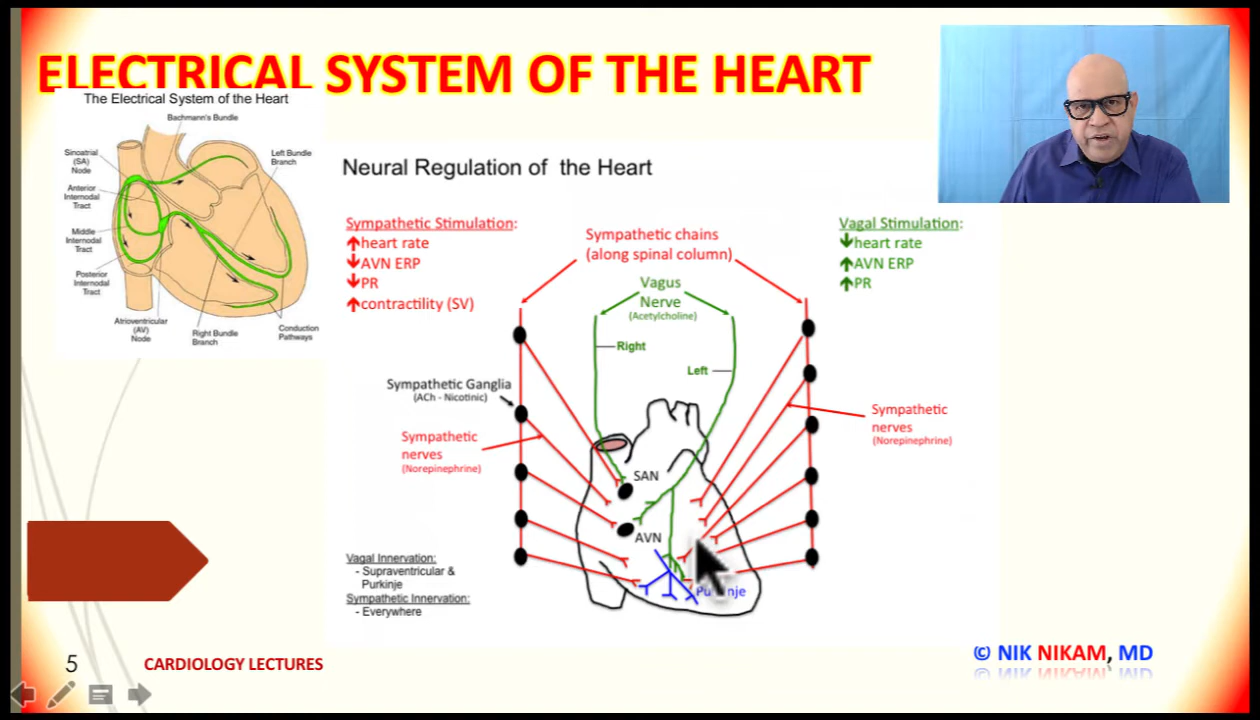 ELECTRICAL SYSTEM OF THE HEART
The Electrical System of the Heart
Bachmann's Bundle
Sinoatrial
(SA)
Node
Left Bundle
Branch
Anterior
Internodal
Tract
Middle
Internodal
Tract
Posterior
Internodal
Tract
Atrioventricular
(AV)
Node
Right Bundle
Branch
Conduction
Pathways
Neural Regulation of the Heart
Sympathetic Stimulation:
↑heart rate
↓AVN ERP
↓PR
↑contractility (SV)
Sympathetic chains
(along spinal column)
Vagal Stimulation:
↓heart rate
↑AVN ERP
↑PR
Vagus
Nerve
(Acetylcholine)
Right
Left
Sympathetic Ganglia
(ACh - Nicotinic)
Sympathetic
nerves
(Norepinephrine)
Sympathetic
nerves
(Norepinephrine)
SAN
AVN
Vagal Innervation:
- Supraventricular &
Purkinje
Sympathetic Innervation:
- Everywhere
5
CARDIOLOGY LECTURES
© NIK NIKAM, MD